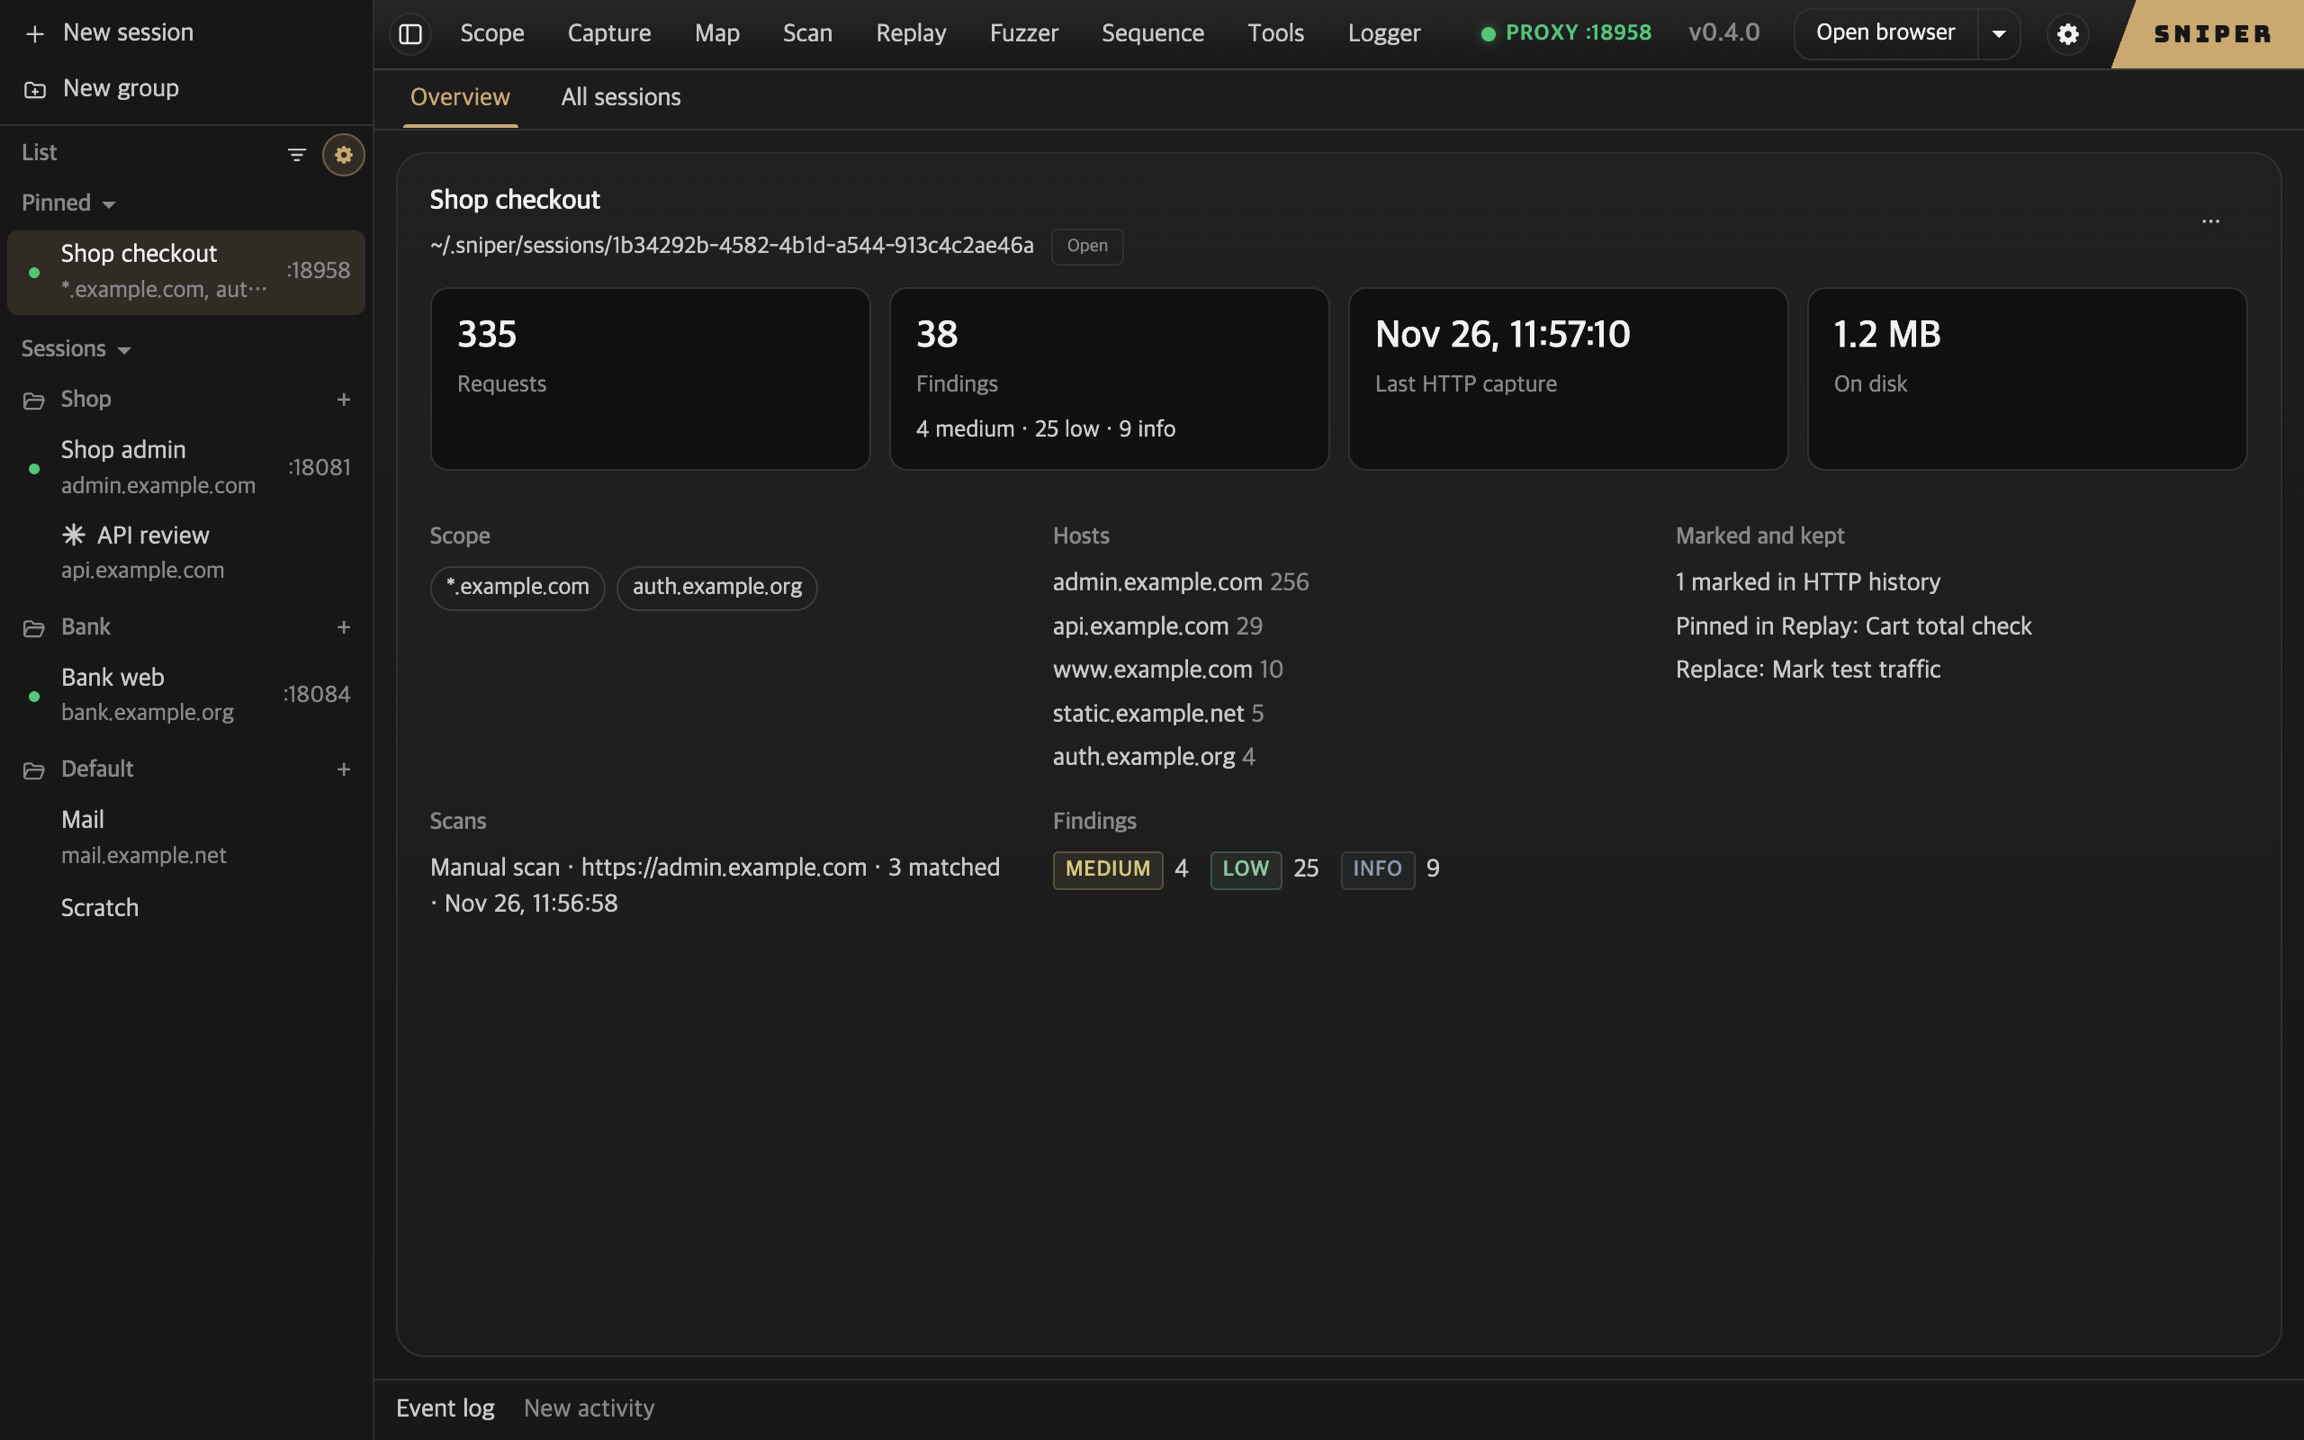 New session
New group
List
Pinned
Shop checkout
:18958
*.example.com, aut···
Sessions
Shop
Shop admin
:18081
admin.example.com
API review
api.example.com
Bank
Bank web
:18084
bank.example.org
Default
Mail
mail.example.net
Scratch
Scope
Capture
Map
Scan
Replay
Fuzzer
Sequence
Tools
Logger
PROXY :18958
v0.4.0
Open browser
SNIPER
Overview
All sessions
Shop checkout
...
~/.sniper/sessions/1b34292b-4582-4b1d-a544-913c4c2ae46a
Open
335
Requests
38
Findings
4 medium · 25 low · 9 info
Nov 26, 11:57:10
Last HTTP capture
1.2 MB
On disk
Scope
*.example.com
auth.example.org
Hosts
admin.example.com 256
api.example.com 29
www.example.com 10
static.example.net 5
auth.example.org 4
Marked and kept
1 marked in HTTP history
Pinned in Replay: Cart total check
Replace: Mark test traffic
Scans
Manual scan · https://admin.example.com · 3 matched
· Nov 26, 11:56:58
Findings
MEDIUM 4 LOW 25 INFO 9
Event log
New activity